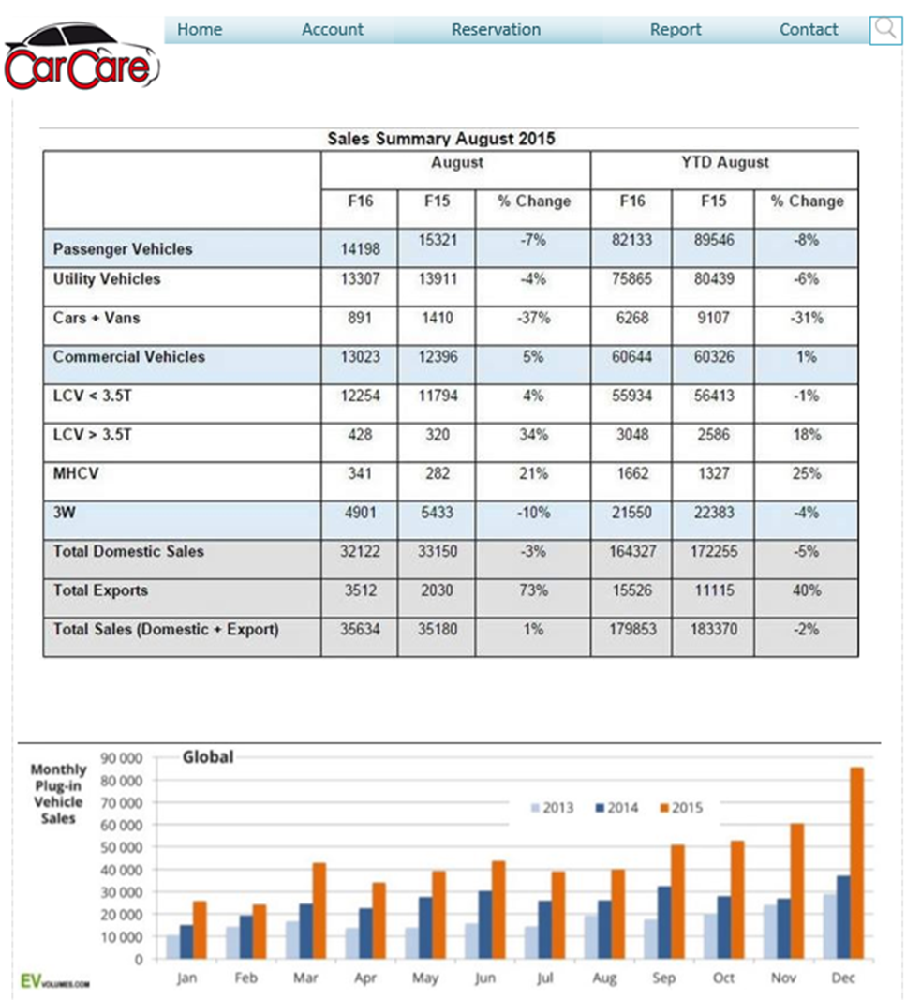 CarCare
Home Account Reservation Report Contact
Sales Summary August 2015
August YTD August
F16 F15 % Change F16 F15 % Change
Passenger Vehicles 14198 15321 -7% 82133 89546 -8%
Utility Vehicles 13307 13911 -4% 75865 80439 -6%
Cars + Vans 891 1410 -37% 6268 9107 -31%
Commercial Vehicles 13023 12396 5% 60644 60326 1%
LCV < 3.5T 12254 11794 4% 55934 56413 -1%
LCV > 3.5T 428 320 34% 3048 2586 18%
MHCV 341 282 21% 1662 1327 25%
3W 4901 5433 -10% 21550 22383 -4%
Total Domestic Sales 32122 33150 -3% 164327 172255 -5%
Total Exports 3512 2030 73% 15526 11115 40%
Total Sales (Domestic + Export) 35634 35180 1% 179853 183370 -2%
Monthly
Plug-in
Vehicle
Sales
Global
90 000
80 000
70 000
60 000
50 000
40 000
30 000
20 000
10 000
0
2013 2014 2015
Jan Feb Mar Apr May Jun Jul Aug Sep Oct Nov Dec
EVVOLUMES.COM